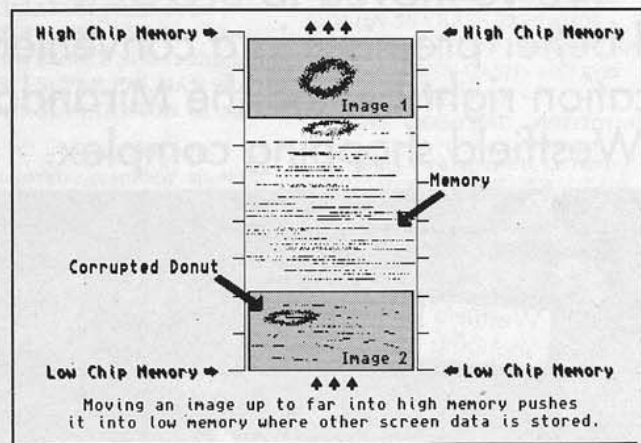 High Chip Memory
High Chip Memory
Image 1
Memory
Corrupted Donut
Image 2
Low Chip Memory
Low Chip Memory
Moving an image up to far into high memory pushes
it into low memory where other screen data is stored.